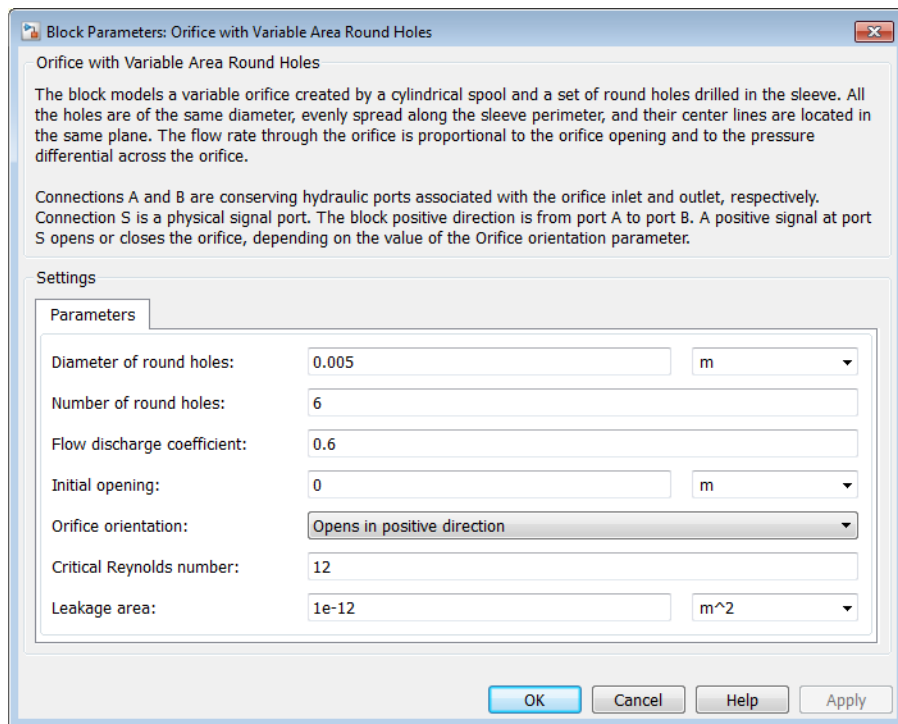 Block Parameters: Orifice with Variable Area Round Holes
Orifice with Variable Area Round Holes
The block models a variable orifice created by a cylindrical spool and a set of round holes drilled in the sleeve. All
the holes are of the same diameter, evenly spread along the sleeve perimeter, and their center lines are located in
the same plane. The flow rate through the orifice is proportional to the orifice opening and to the pressure
differential across the orifice.
Connections A and B are conserving hydraulic ports associated with the orifice inlet and outlet, respectively.
Connection S is a physical signal port. The block positive direction is from port A to port B. A positive signal at port
S opens or closes the orifice, depending on the value of the Orifice orientation parameter.
Settings
Parameters
Diameter of round holes: 0.005 m
Number of round holes: 6
Flow discharge coefficient: 0.6
Initial opening: 0 m
Orifice orientation: Opens in positive direction
Critical Reynolds number: 12
Leakage area: 1e-12 m^2
OK Cancel Help Apply